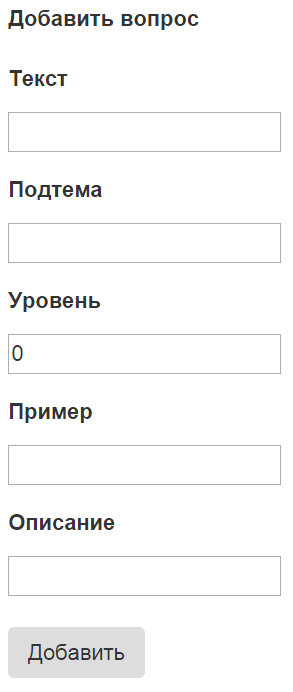 Добавить вопрос
Текст
Подтема
Уровень
0
Пример
Описание
Добавить